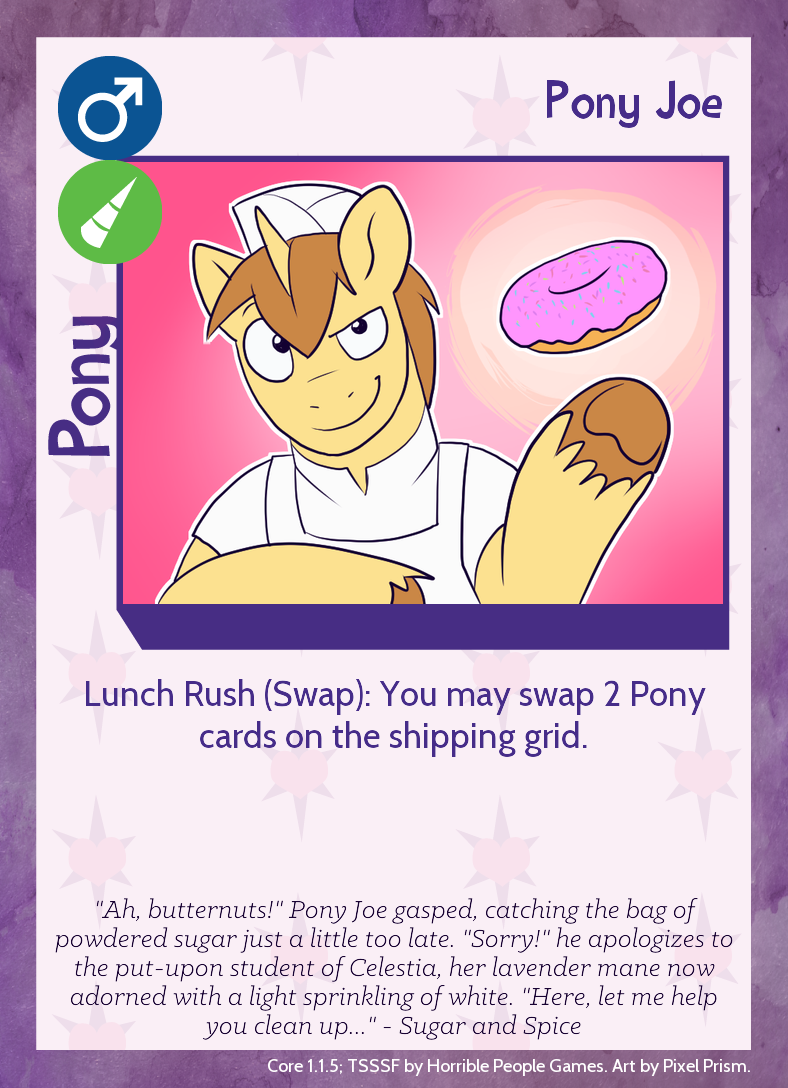 Pony Joe
Pony
Lunch Rush (Swap): You may swap 2 Pony
cards on the shipping grid.
"Ah, butternuts!" Pony Joe gasped, catching the bag of
powdered sugar just a little too late. "Sorry!" he apologizes to
the put-upon student of Celestia, her lavender mane now
adorned with a light sprinkling of white. "Here, let me help
you clean up..." - Sugar and Spice
Core 1.1.5; TSSSF by Horrible People Games. Art by Pixel Prism.